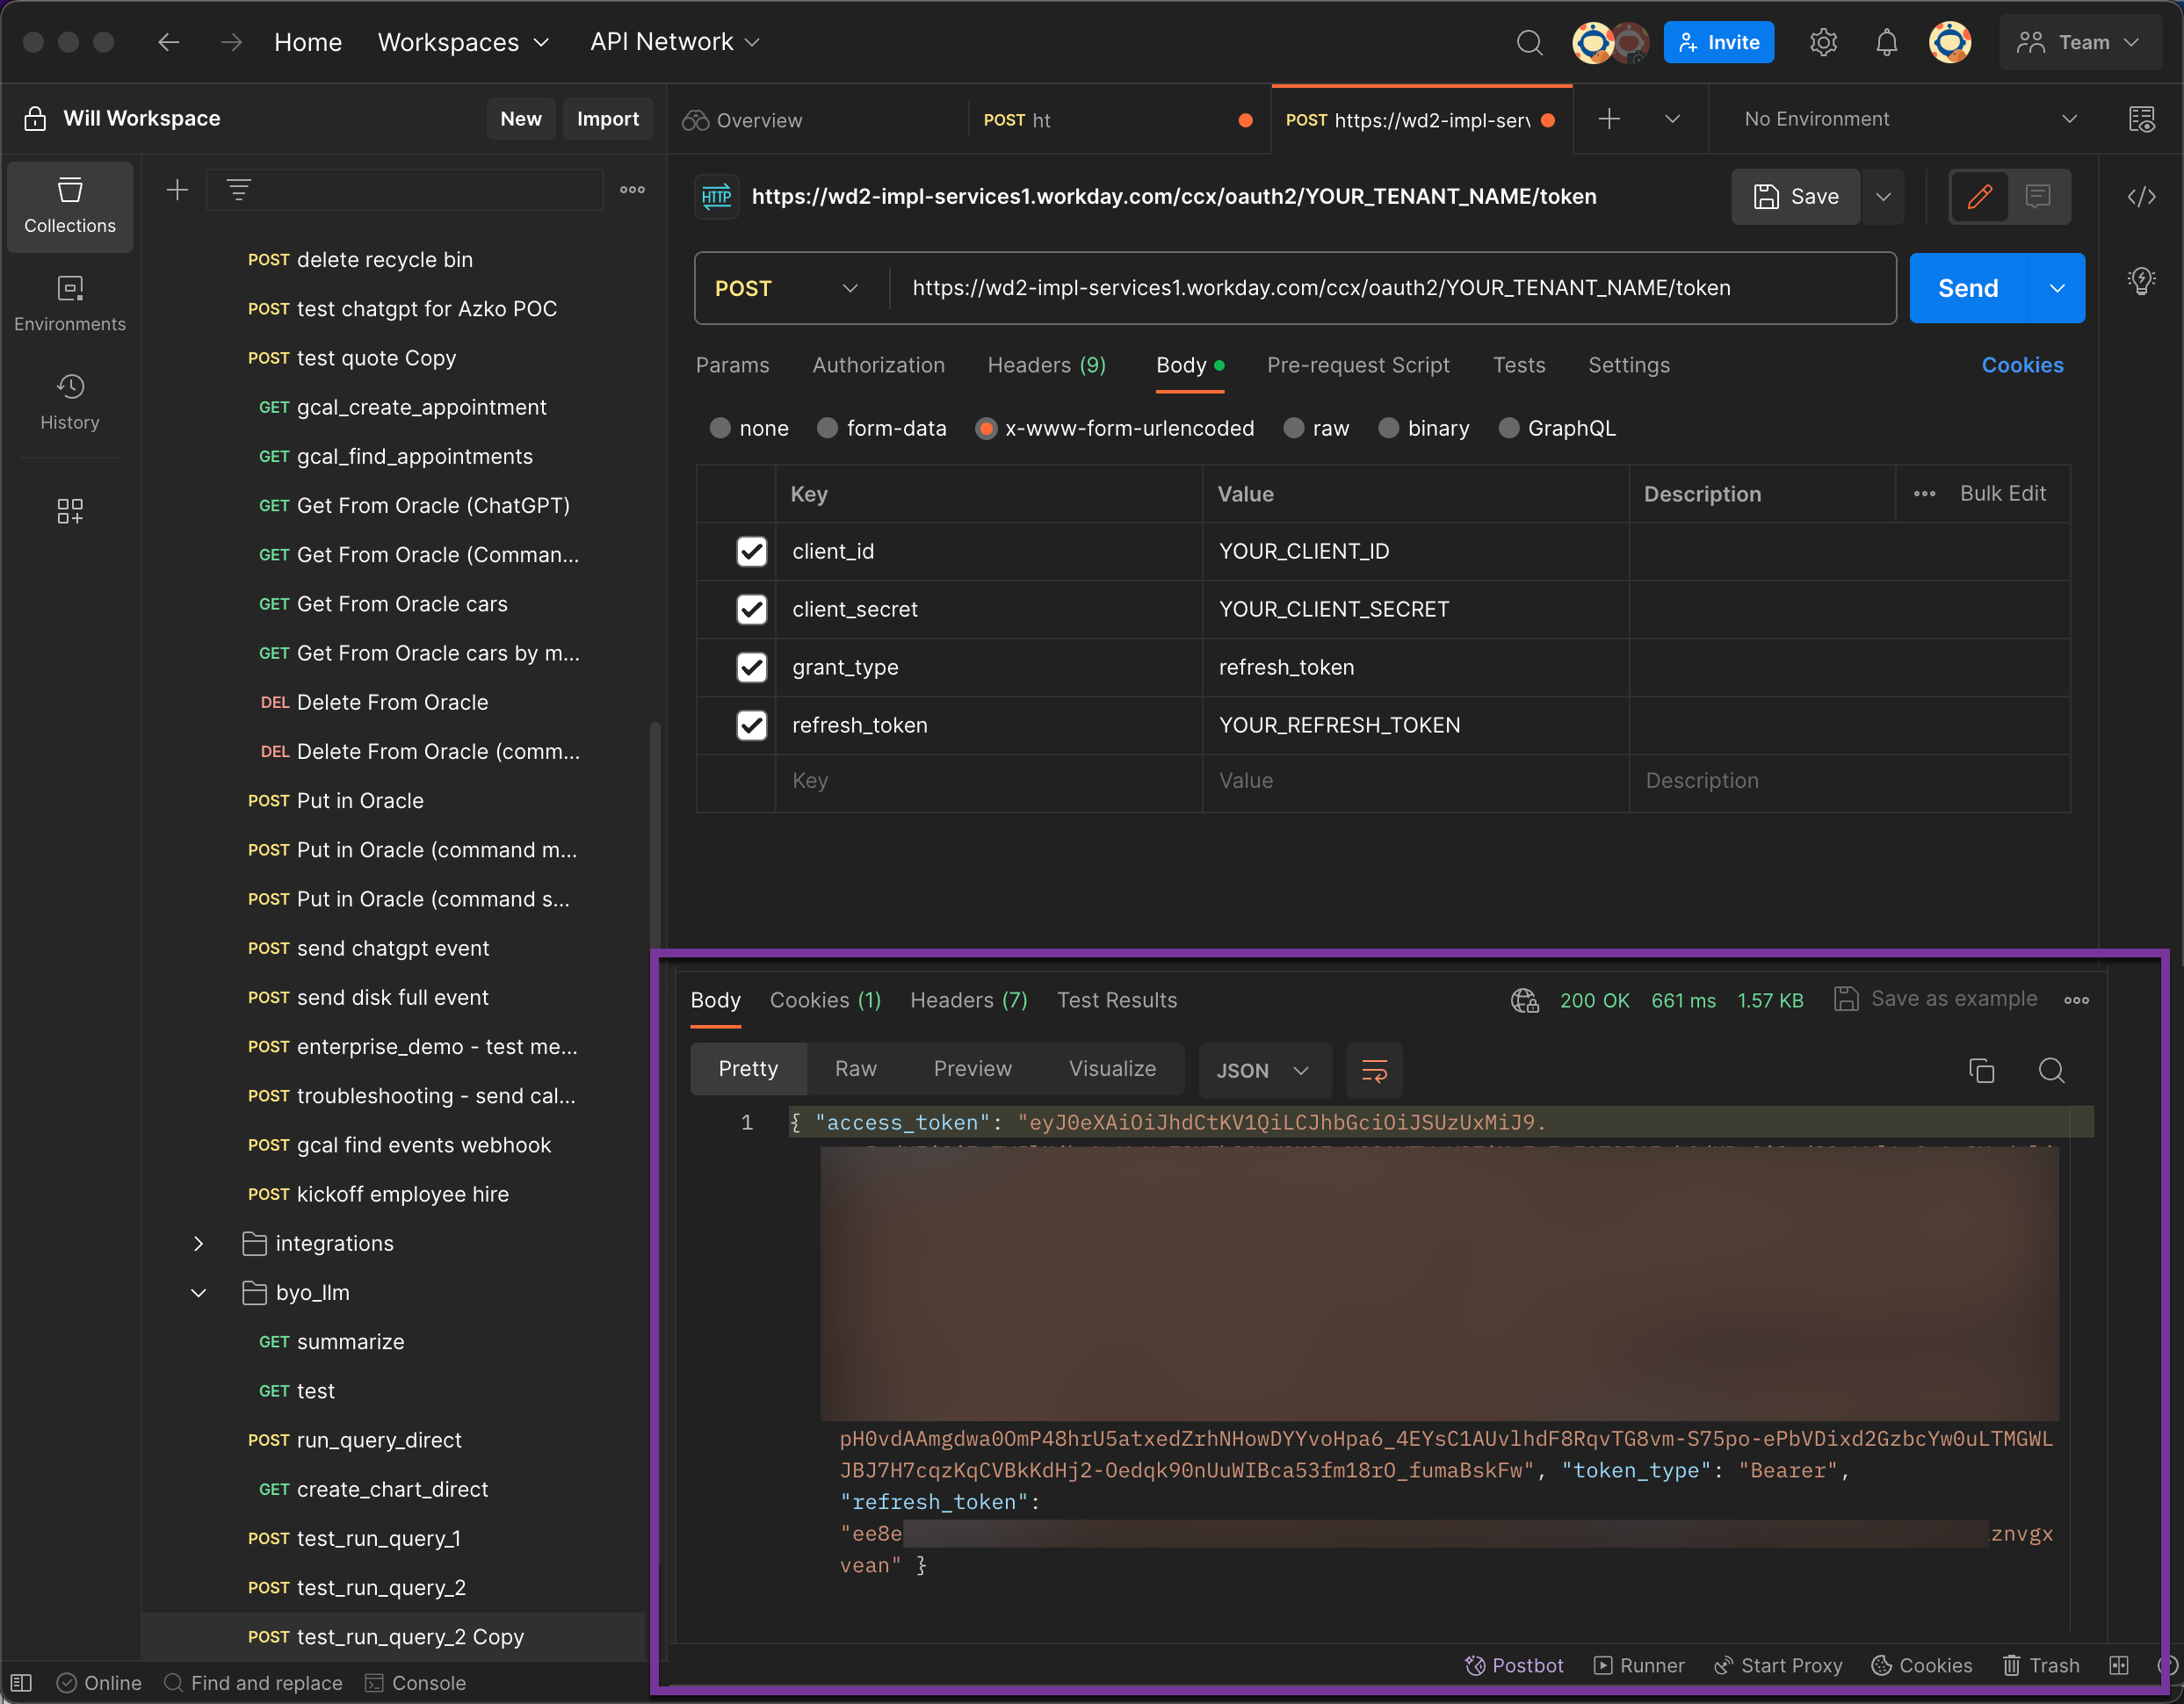 Home Workspaces API Network Invite Team
Will Workspace New Import Overview POST ht POST https://wd2-impl-serv No Environment
Collections
Environments
History
POST delete recycle bin
POST test chatgpt for Azko POC
POST test quote Copy
GET gcal_create_appointment
GET gcal_find_appointments
GET Get From Oracle (ChatGPT)
GET Get From Oracle (Comman...
GET Get From Oracle cars
GET Get From Oracle cars by m...
DEL Delete From Oracle
DEL Delete From Oracle (comm...
POST Put in Oracle
POST Put in Oracle (command m...
POST Put in Oracle (command s...
POST send chatgpt event
POST send disk full event
POST enterprise_demo - test me...
POST troubleshooting - send cal...
POST gcal find events webhook
POST kickoff employee hire
integrations
byo_llm
GET summarize
GET test
POST run_query_direct
GET create_chart_direct
POST test_run_query_1
POST test_run_query_2
POST test_run_query_2 Copy
HTTP https://wd2-impl-services1.workday.com/ccx/oauth2/YOUR_TENANT_NAME/token Save
POST https://wd2-impl-services1.workday.com/ccx/oauth2/YOUR_TENANT_NAME/token Send
Params Authorization Headers (9) Body Pre-request Script Tests Settings Cookies
none form-data x-www-form-urlencoded raw binary GraphQL
Key Value Description Bulk Edit
client_id YOUR_CLIENT_ID
client_secret YOUR_CLIENT_SECRET
grant_type refresh_token
refresh_token YOUR_REFRESH_TOKEN
Key Value Description
Body Cookies (1) Headers (7) Test Results 200 OK 661 ms 1.57 KB Save as example
Pretty Raw Preview Visualize JSON
1 { "access_token": "eyJ0eXAiOiJhdCtKV1QiLCJhbGciOiJSUzUxMiJ9.
pH0vdAAmgdwa0OmP48hrU5atxedZrhNHowDYYvoHpa6_4EYsC1AUvlhdF8RqvTG8vm-S75po-ePbVDixd2GzbcYw0uLTMGWL
JBJ7H7cqzKqCVBkKdHj2-Oedqk90nUuWIBca53fm18rO_fumaBskFw", "token_type": "Bearer",
"refresh_token":
"ee8e znvgx
vean" }
Postbot Runner Start Proxy Cookies Trash
Online Find and replace Console